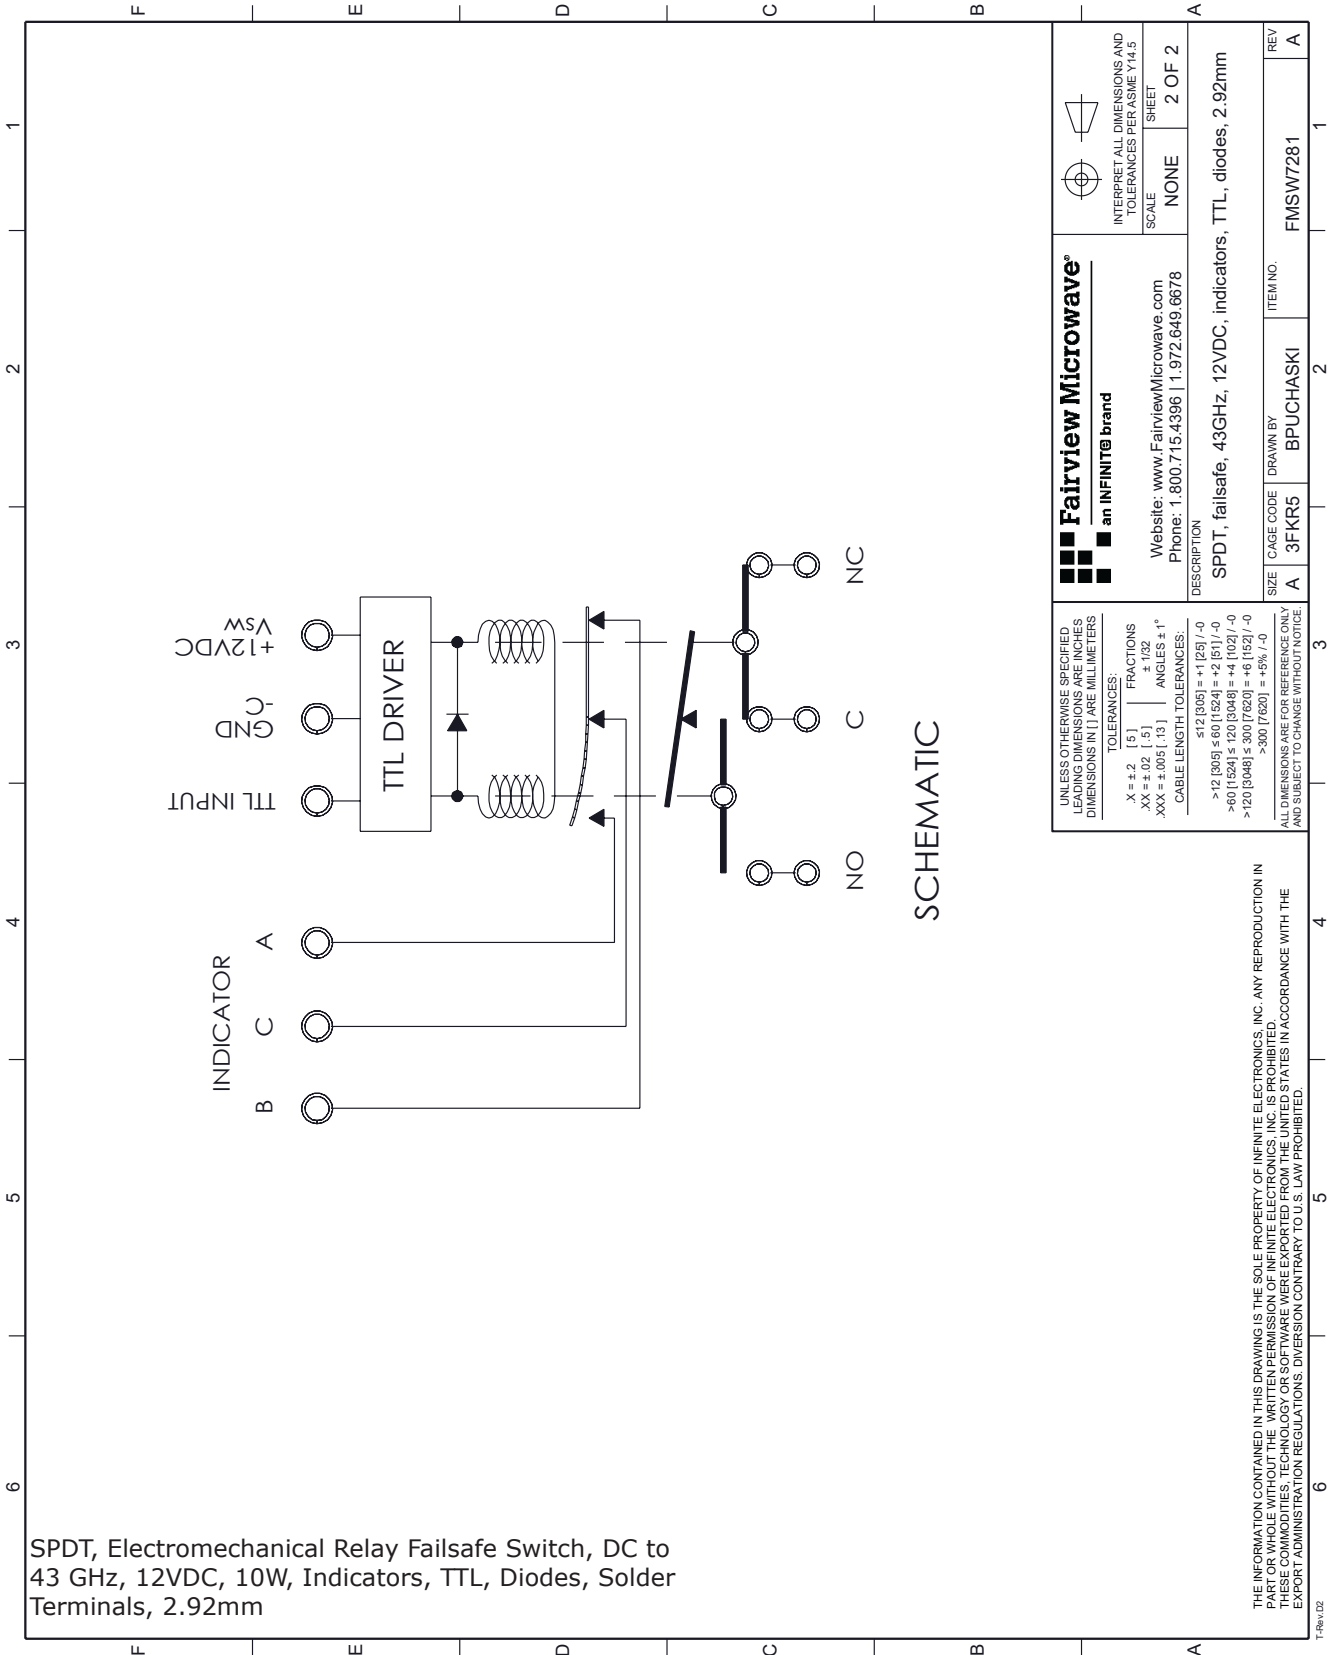 F
E
D
C
B
A
1
2
3
4
5
6
INDICATOR
B
C
A
TTL INPUT
GND
-C
+12VDC
Vsw
TTL DRIVER
NO
C
NC
SCHEMATIC
UNLESS OTHERWISE SPECIFIED
LEADING DIMENSIONS ARE INCHES
DIMENSIONS IN [ ] ARE MILLIMETERS
TOLERANCES:
.X = ±.2 [5] FRACTIONS
.XX = ±.02 [.5] ± 1/32
.XXX = ±.005 [.13] ANGLES ± 1°
CABLE LENGTH TOLERANCES:
≤12 [305] = +1 [25] / -0
>12 [305] ≤ 60 [1524] = +2 [51] / -0
>60 [1524] ≤ 120 [3048] = +4 [102] / -0
>120 [3048] ≤ 300 [7620] = +6 [152] / -0
>300 [7620] = +5% / -0
ALL DIMENSIONS ARE FOR REFERENCE ONLY
AND SUBJECT TO CHANGE WITHOUT NOTICE.
Fairview Microwave®
an INFINIT@ brand
Website: www.FairviewMicrowave.com
Phone: 1.800.715.4396 | 1.972.649.6678
INTERPRET ALL DIMENSIONS AND
TOLERANCES PER ASME Y14.5
SCALE
NONE
SHEET
2 OF 2
DESCRIPTION
SPDT, failsafe, 43GHz, 12VDC, indicators, TTL, diodes, 2.92mm
SIZE
A
CAGE CODE
3FKR5
DRAWN BY
BPUCHASKI
ITEM NO.
FMSW7281
REV
A
THE INFORMATION CONTAINED IN THIS DRAWING IS THE SOLE PROPERTY OF INFINITE ELECTRONICS, INC. ANY REPRODUCTION IN
PART OR WHOLE WITHOUT THE WRITTEN PERMISSION OF INFINITE ELECTRONICS, INC. IS PROHIBITED.
THESE COMMODITIES, TECHNOLOGY OR SOFTWARE WERE EXPORTED FROM THE UNITED STATES IN ACCORDANCE WITH THE
EXPORT ADMINISTRATION REGULATIONS. DIVERSION CONTRARY TO U.S. LAW PROHIBITED.
SPDT, Electromechanical Relay Failsafe Switch, DC to
43 GHz, 12VDC, 10W, Indicators, TTL, Diodes, Solder
Terminals, 2.92mm
6
5
4
3
2
1
F
E
D
C
B
A
T-Rev.D2